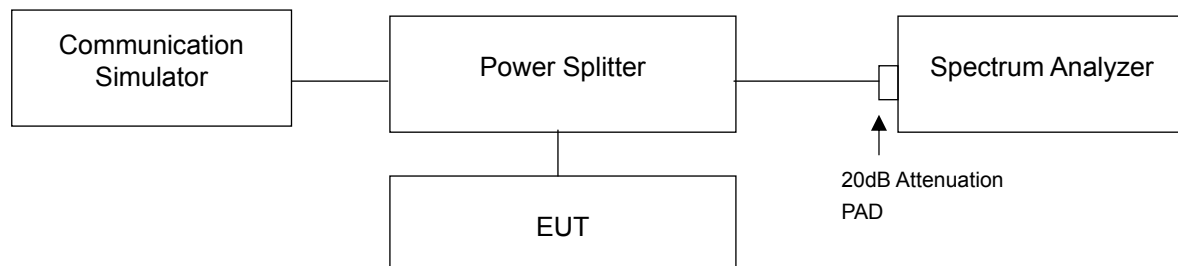 Communication
Simulator
Power Splitter
Spectrum Analyzer
20dB Attenuation
PAD
EUT